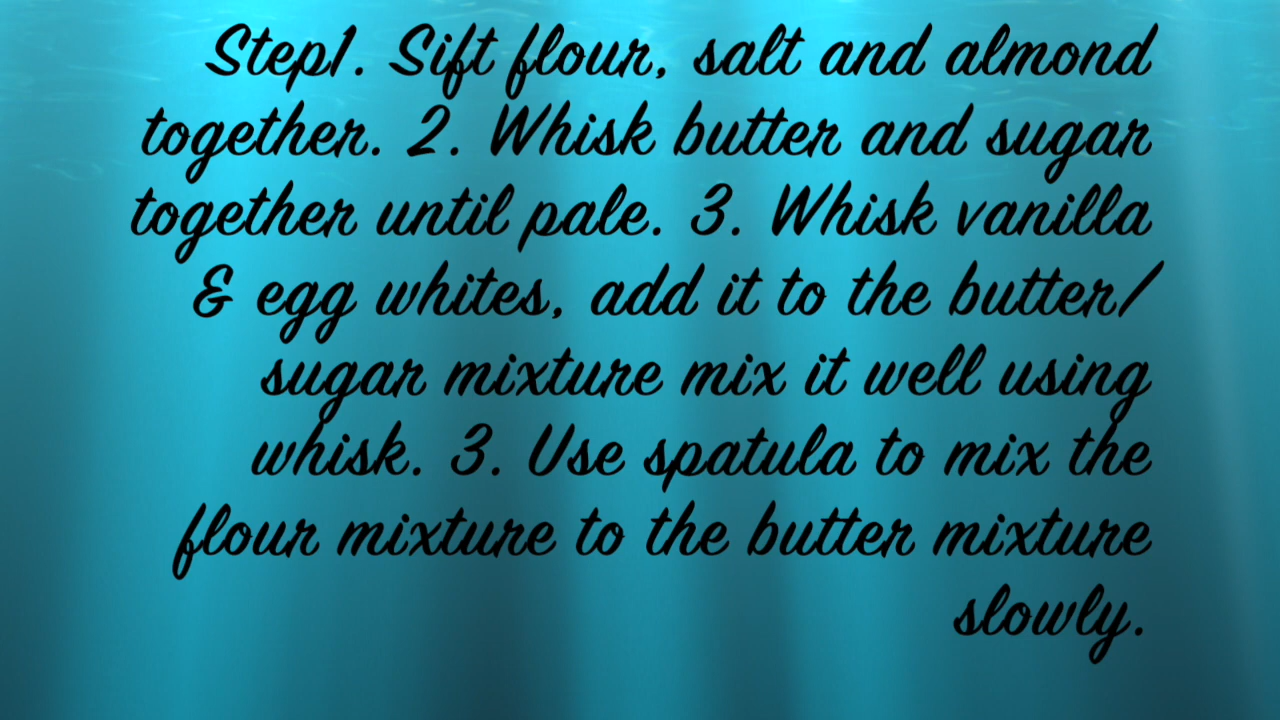 Step1. Sift flour, salt and almond
together. 2. Whisk butter and sugar
together until pale. 3. Whisk vanilla
& egg whites, add it to the butter/
sugar mixture mix it well using
whisk. 3. Use spatula to mix the
flour mixture to the butter mixture
slowly.